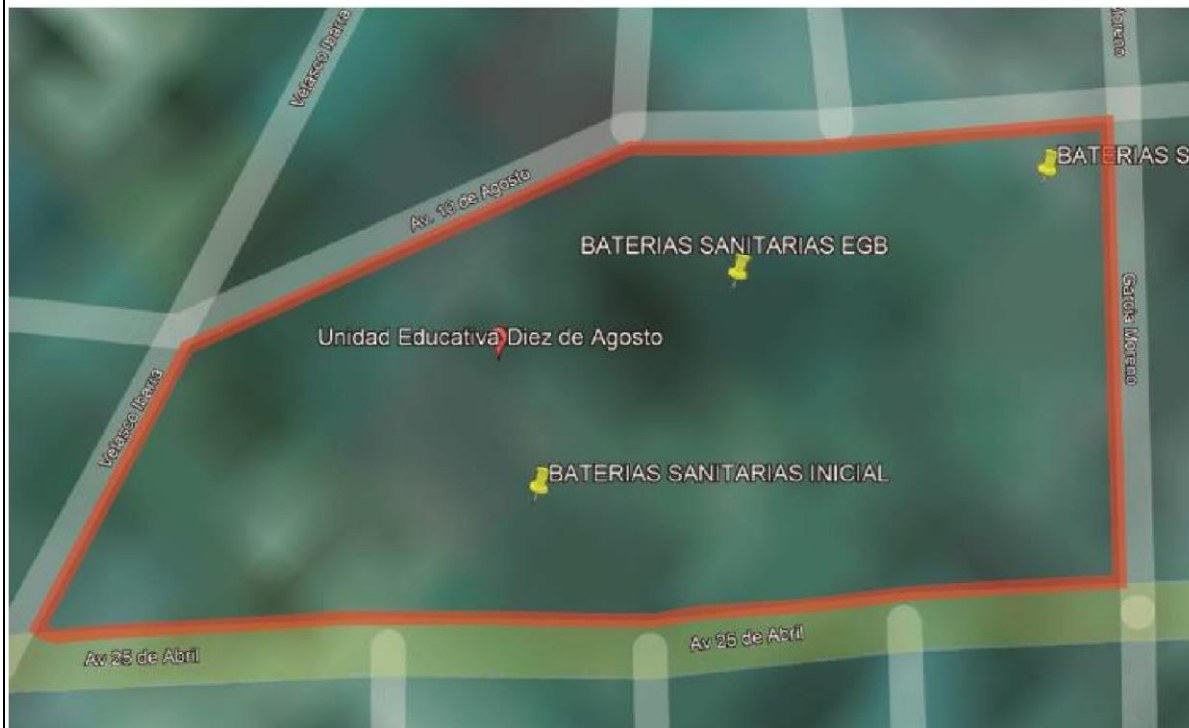 Velasco Ibarra
Moreno
BATERIAS S
Av. 10 de Agosto
BATERIAS SANITARIAS EGB
Unidad Educativa Diez de Agosto
Garcia Moreno
Velasco Ibarra
BATERIAS SANITARIAS INICIAL
Av 25 de Abril
Av 25 de Abril